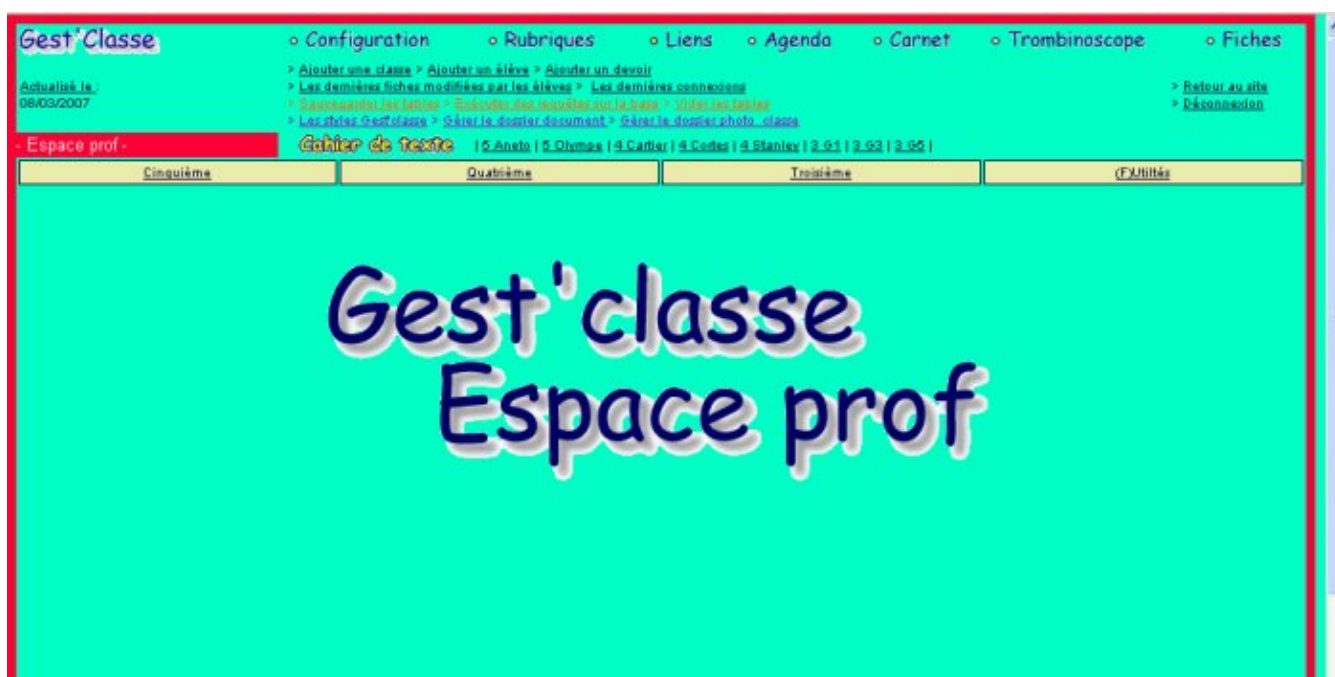 Gest'Classe
○ Configuration ○ Rubriques ○ Liens ○ Agenda ○ Carnet ○ Trombinoscope ○ Fiches
> Ajouter une classe > Ajouter un élève > Ajouter un devoir
Actualisé le :
> Les dernières fiches modifiées par les élèves > Les dernières connexions
> Retour au site
08/03/2007
> Sauvegarder les tables > Exécuter des requêtes sur la base > Vider les tables
> Déconnexion
> Les styles Gest'classe > Gérer le dossier document > Gérer le dossier photo_classe
- Espace prof -
Cahier de texte | 5 Aneto | 5 Olympe | 4 Cartier | 4 Cortes | 4 Stanley | 3 G1 | 3 G3 | 3 G5 |
Cinquième Quatrième Troisième (F)Utiltés
Gest'classe
Espace prof